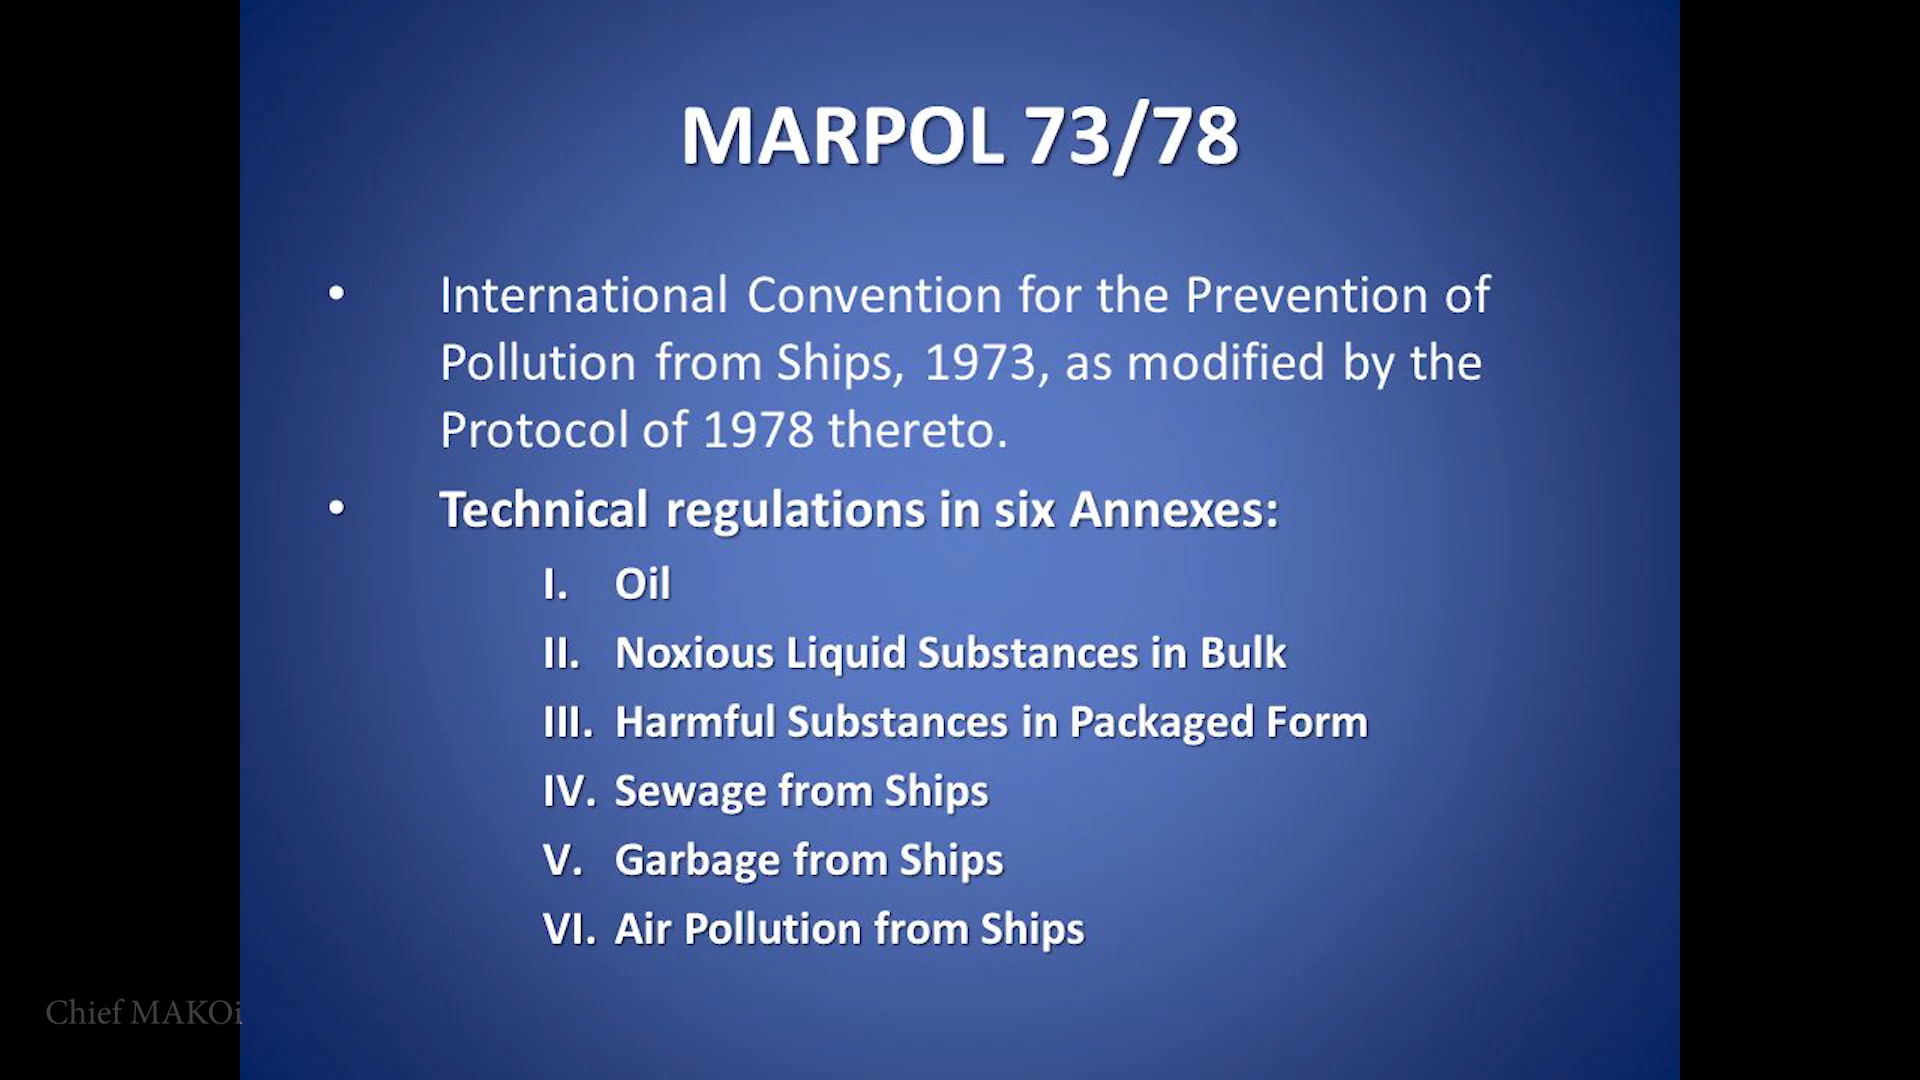 MARPOL 73/78
• International Convention for the Prevention of
Pollution from Ships, 1973, as modified by the
Protocol of 1978 thereto.
• Technical regulations in six Annexes:
I. Oil
II. Noxious Liquid Substances in Bulk
III. Harmful Substances in Packaged Form
IV. Sewage from Ships
V. Garbage from Ships
VI. Air Pollution from Ships
Chief MAKOi